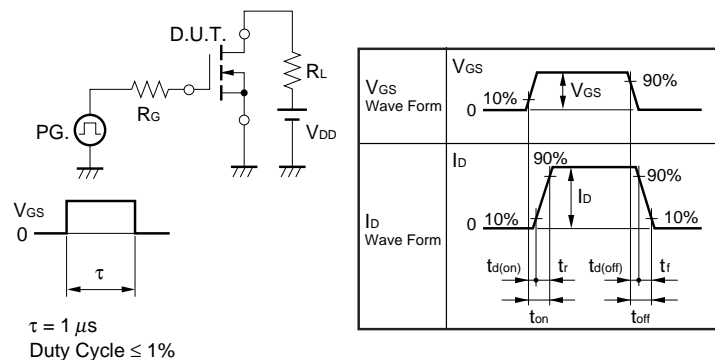 D.U.T.
RL
RG
PG.
VDD
VGS
0
τ
τ = 1 μs
Duty Cycle ≤ 1%
VGS
Wave Form
VGS
10%
0
VGS
90%
ID
Wave Form
ID
90%
90%
ID
10%
0
10%
td(on)
tr
td(off)
tf
ton
toff